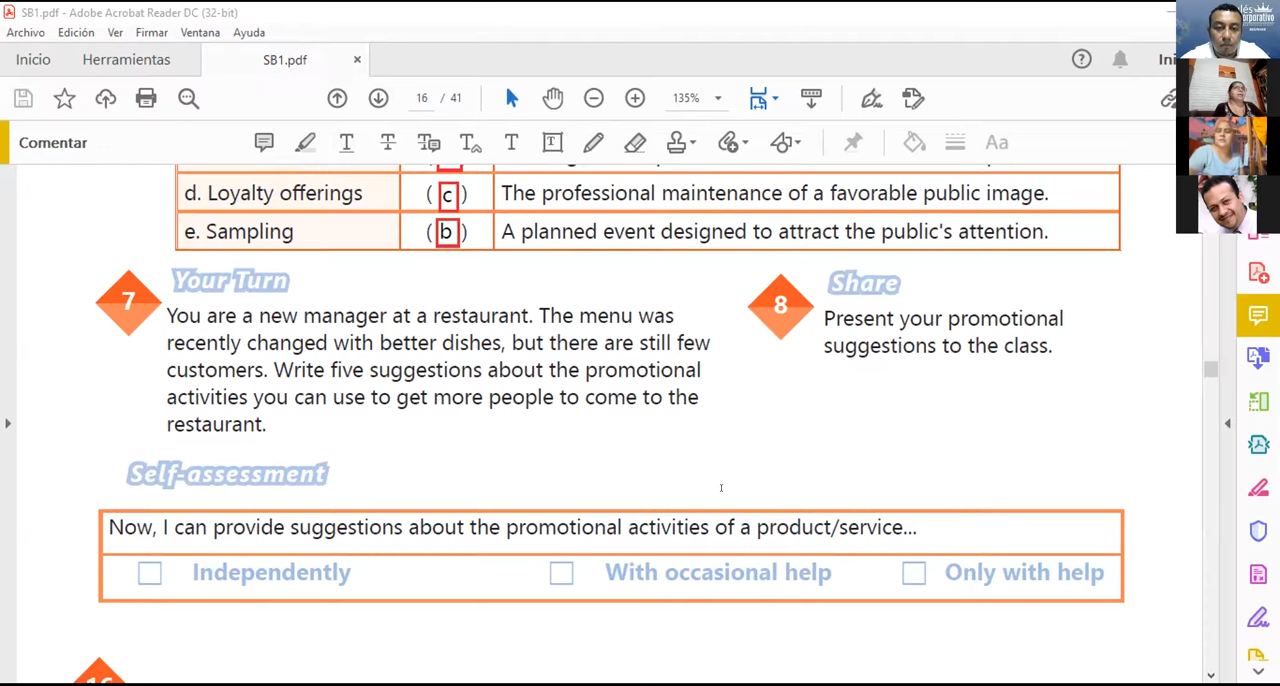 SB1.pdf - Adobe Acrobat Reader DC (32-bit)
Archivo Edición Ver Firmar Ventana Ayuda
Inicio Herramientas SB1.pdf × Ini
16 / 41 135%
Comentar
d. Loyalty offerings ( c ) The professional maintenance of a favorable public image.
e. Sampling ( b ) A planned event designed to attract the public's attention.
7 Your Turn
You are a new manager at a restaurant. The menu was
recently changed with better dishes, but there are still few
customers. Write five suggestions about the promotional
activities you can use to get more people to come to the
restaurant.
8 Share
Present your promotional
suggestions to the class.
Self-assessment
Now, I can provide suggestions about the promotional activities of a product/service...
Independently With occasional help Only with help